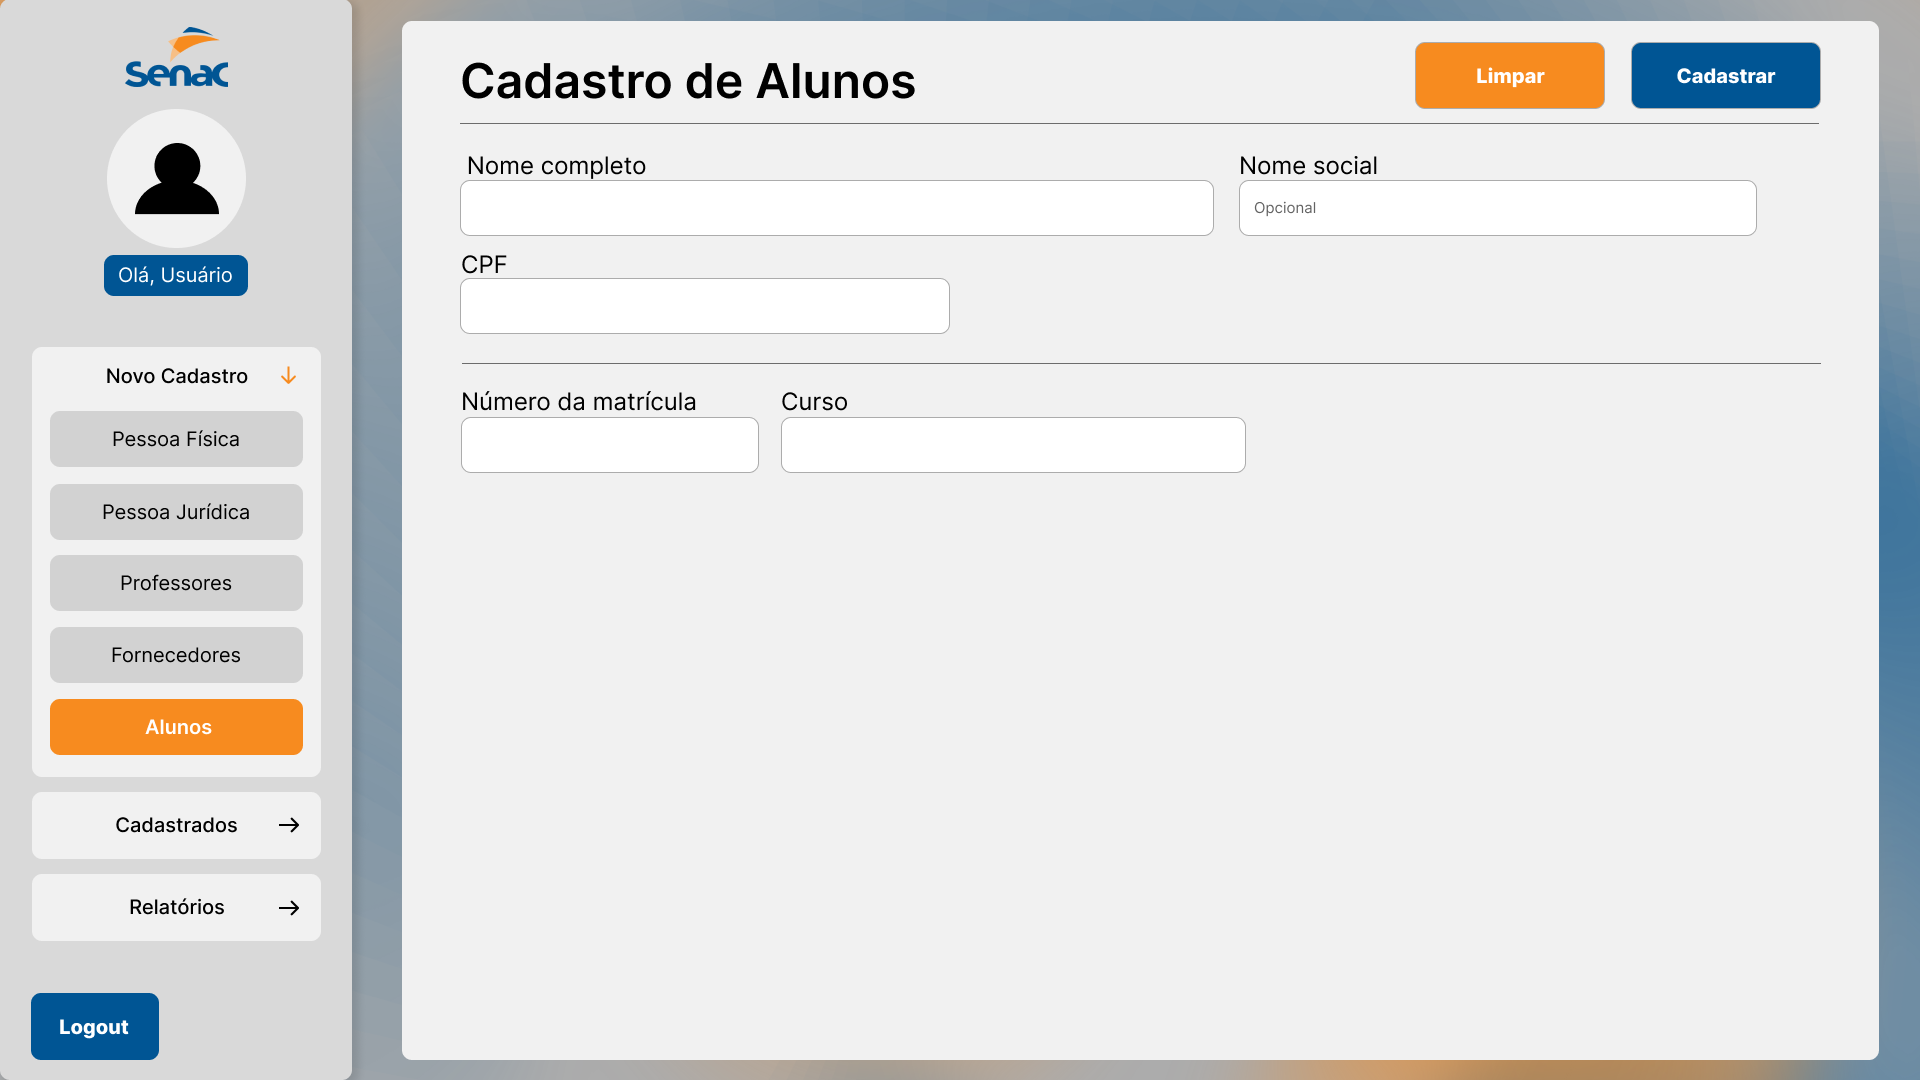 Senac
Olá, Usuário
Novo Cadastro
Pessoa Física
Pessoa Jurídica
Professores
Fornecedores
Alunos
Cadastrados
Relatórios
Logout
Cadastro de Alunos
Limpar
Cadastrar
Nome completo
Nome social
Opcional
CPF
Número da matrícula
Curso